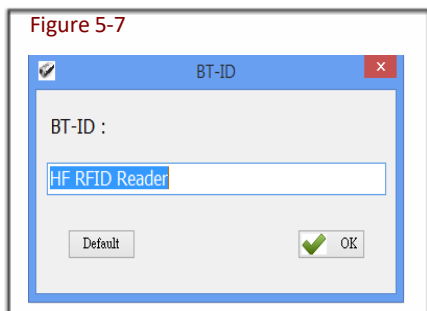 Figure 5-7
BT-ID
BT-ID :
HF RFID Reader
Default
OK